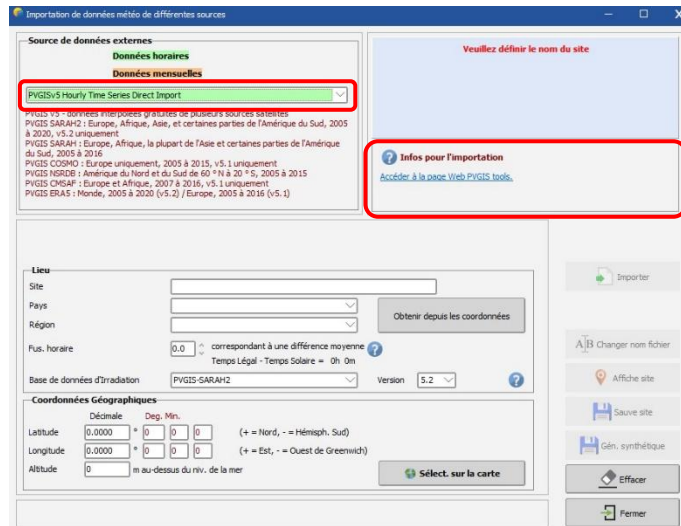 Importation de données météo de différentes sources
Source de données externes
Données horaires
Données mensuelles
PVGISv5 Hourly Time Series Direct Import
PVGIS v5 - données interpolées gratuites de plusieurs sources satelites
PVGIS SARAH2 : Europe, Afrique, Asie, et certaines parties de l'Amérique du Sud, 2005
à 2020, v5.2 uniquement
PVGIS SARAH : Europe, Afrique, la plupart de l'Asie et certaines parties de l'Amérique
du Sud, 2005 à 2016
PVGIS COSMO : Europe uniquement, 2005 à 2015, v5.1 uniquement
PVGIS NSRDB : Amérique du Nord et du Sud de 60 °N à 20 °S, 2005 à 2015
PVGIS CMSAF : Europe et Afrique, 2007 à 2016, v5.1 uniquement
PVGIS ERA5 : Monde, 2005 à 2020 (v5.2) / Europe, 2005 à 2016 (v5.1)
Veuillez définir le nom du site
? Infos pour l'importation
Accéder à la page Web PVGIS tools.
Lieu
Site
Pays
Région
Obtenir depuis les coordonnées
Fus. horaire 0.0 correspondant à une différence moyenne ?
Temps Légal - Temps Solaire = 0h 0m
Base de données d'Irradiation PVGIS-SARAH2 Version 5.2 ?
Coordonnées Géographiques
Décimale Deg. Min.
Latitude 0.0000 ° 0 0 0 (+ = Nord, - = Hémisph. Sud)
Longitude 0.0000 ° 0 0 0 (+ = Est, - = Ouest de Greenwich)
Altitude 0 m au-dessus du niv. de la mer
Sélect. sur la carte
Importer
A|B Changer nom fichier
Affiche site
Sauve site
Gén. synthétique
Effacer
Fermer